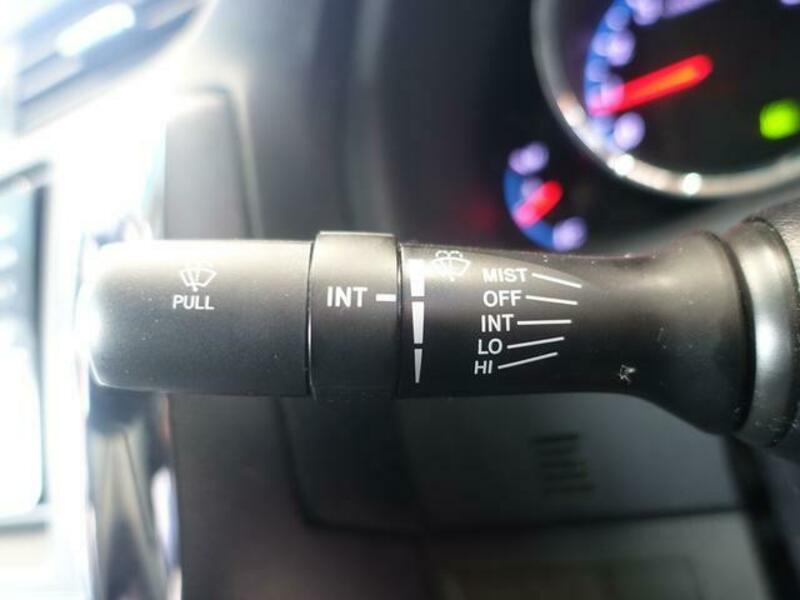 PULL
INT
MIST
OFF
INT
LO
HI